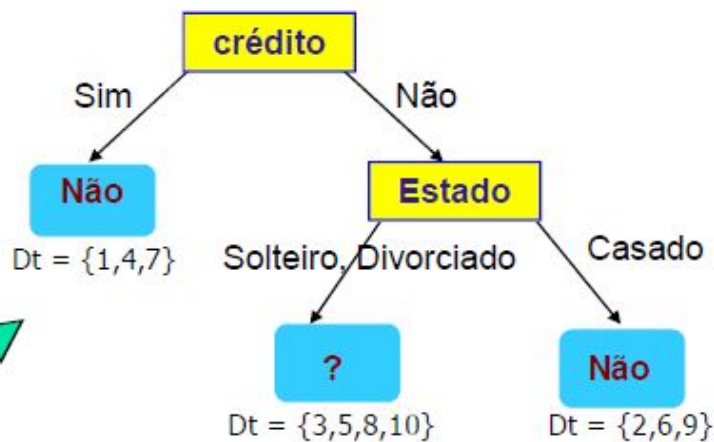 crédito
Sim
Não
Não
Estado
Dt = {1,4,7}
Solteiro, Divorciado
Casado
?
Não
Dt = {3,5,8,10}
Dt = {2,6,9}